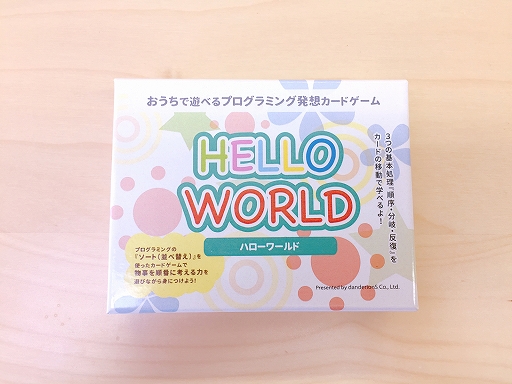 おうちで遊べるプログラミング発想カードゲーム
HELLO
WORLD
ハローワールド
3つの基本処理『順序・分岐・反復』を
カードの移動で学べるよ！
プログラミングの
『ソート（並べ替え）』を
使ったカードゲームで
物事を順番に考える力を
遊びながら身につけよう！
Presented by dandelionS Co., Ltd.